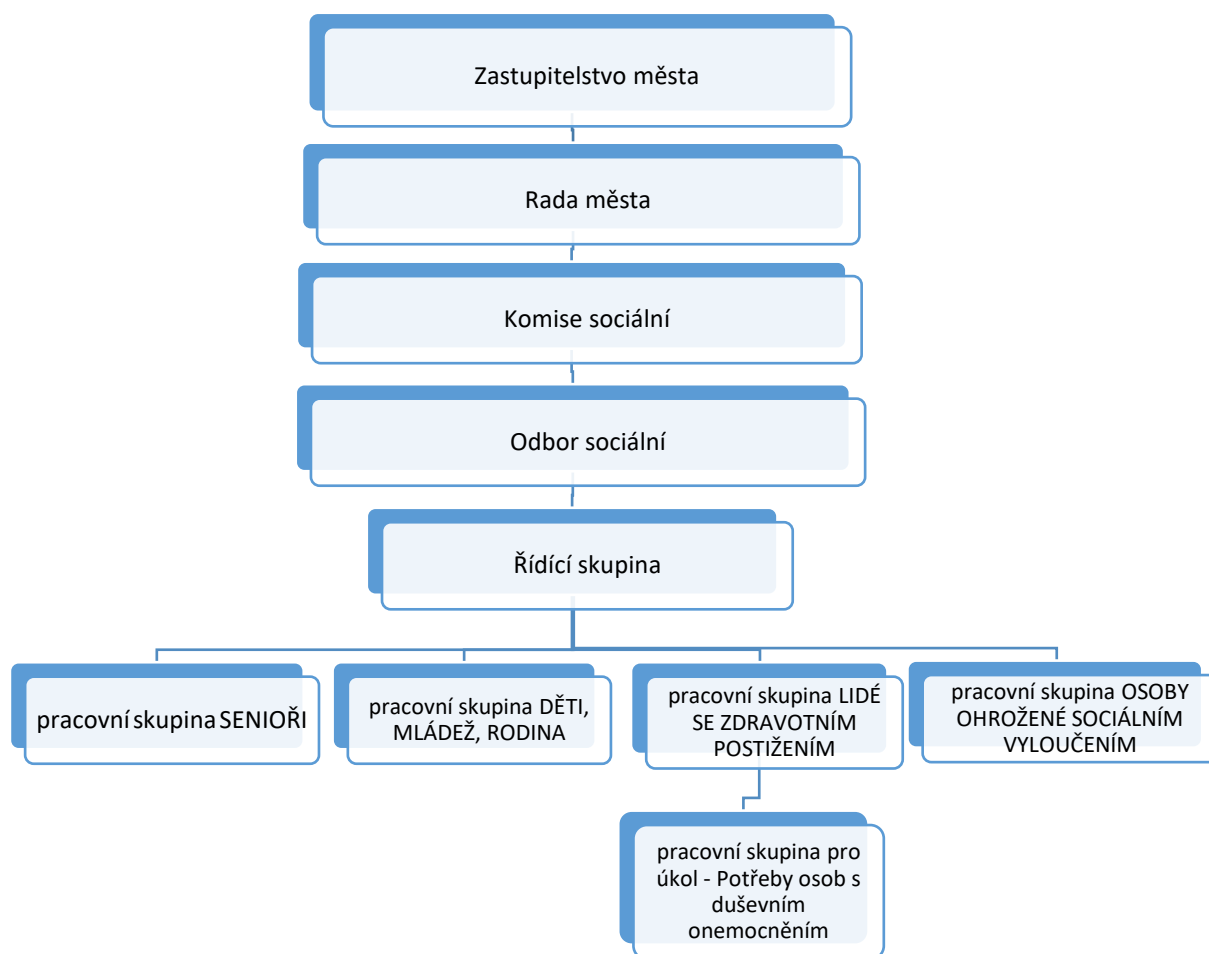 Zastupitelstvo města
Rada města
Komise sociální
Odbor sociální
Řídící skupina
pracovní skupina SENIOŘI
pracovní skupina DĚTI,
MLÁDEŽ, RODINA
pracovní skupina LIDÉ
SE ZDRAVOTNÍM
POSTIŽENÍM
pracovní skupina OSOBY
OHROŽENÉ SOCIÁLNÍM
VYLOUČENÍM
pracovní skupina pro
úkol - Potřeby osob s
duševním
onemocněním